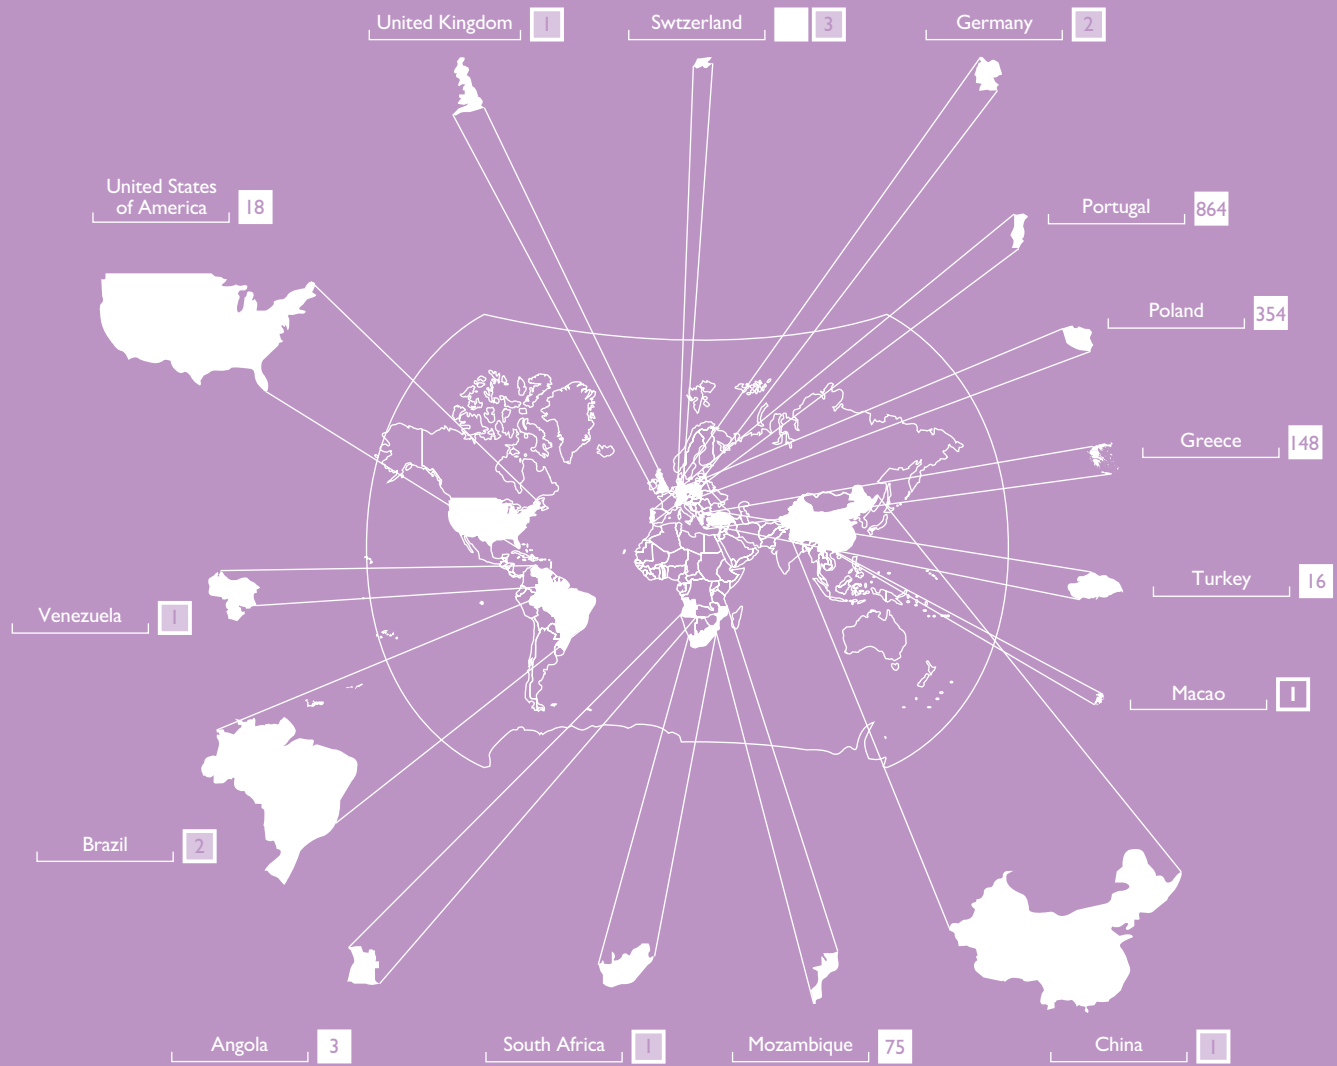 United Kingdom 1
Swtzerland 3
Germany 2
United States
of America 18
Portugal 864
Poland 354
Greece 148
Turkey 16
Venezuela 1
Macao 1
Brazil 2
Angola 3
South Africa 1
Mozambique 75
China 1